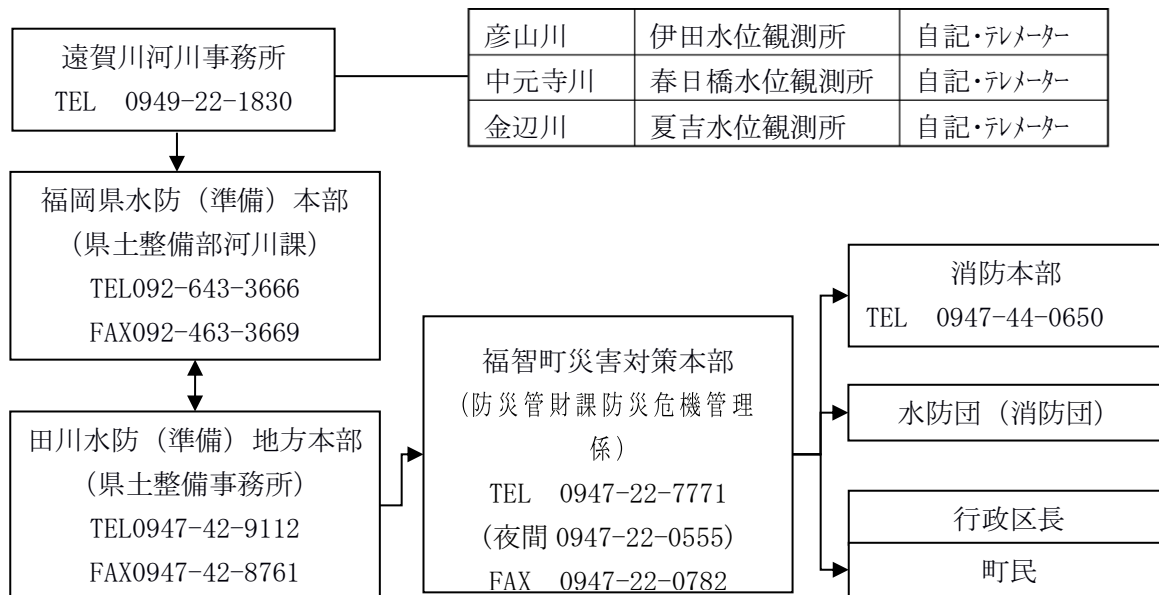 遠賀川河川事務所
TEL 0949-22-1830
彦山川 伊田水位観測所 自記・テレメーター
中元寺川 春日橋水位観測所 自記・テレメーター
金辺川 夏吉水位観測所 自記・テレメーター
福岡県水防（準備）本部
（県土整備部河川課）
TEL092-643-3666
FAX092-463-3669
田川水防（準備）地方本部
（県土整備事務所）
TEL0947-42-9112
FAX0947-42-8761
福智町災害対策本部
（防災管財課防災危機管理
係）
TEL 0947-22-7771
（夜間 0947-22-0555）
FAX 0947-22-0782
消防本部
TEL 0947-44-0650
水防団（消防団）
行政区長
町民